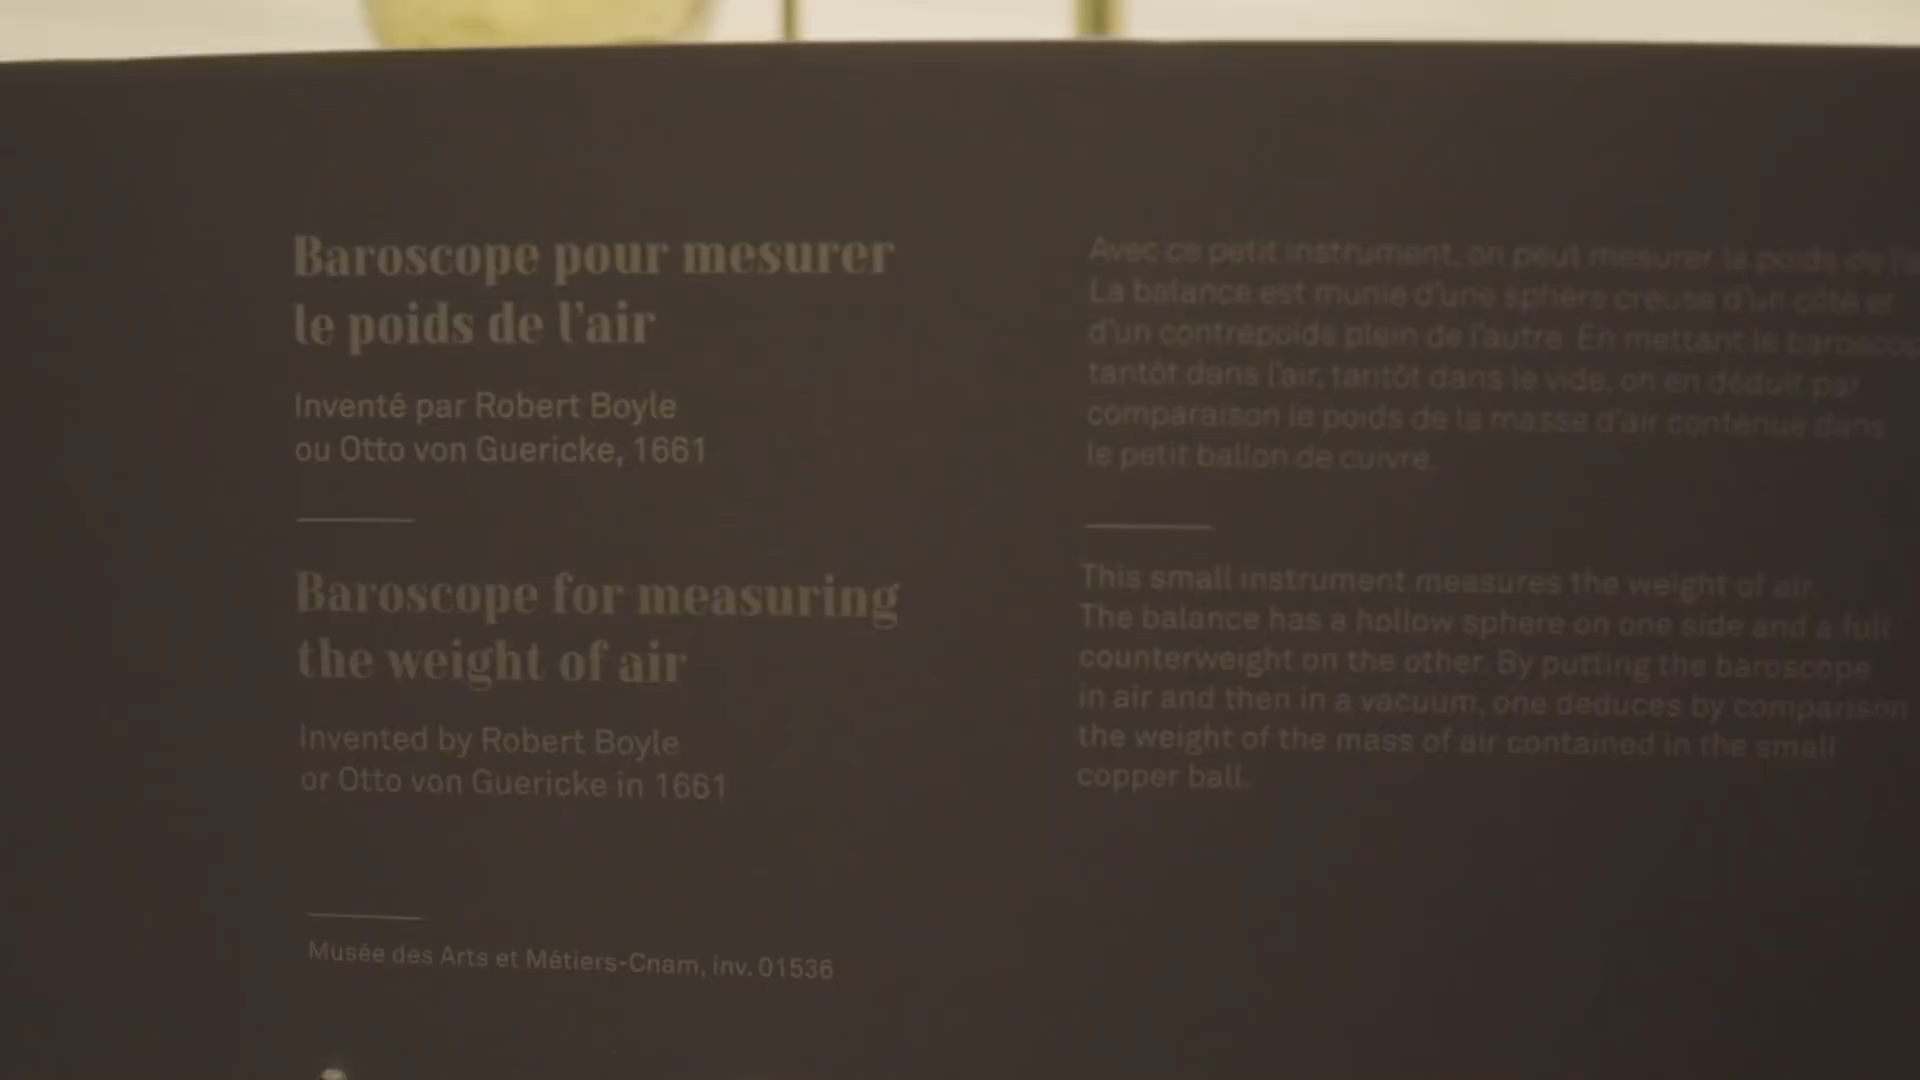 Baroscope pour mesurer
le poids de l'air
Inventé par Robert Boyle
ou Otto von Guericke, 1661
Baroscope for measuring
the weight of air
Invented by Robert Boyle
or Otto von Guericke in 1661
Musée des Arts et Métiers-Cnam, inv. 01536
Avec ce petit instrument, on peut mesurer le poids de
La balance est munie d'une sphère creuse d'un côté et
d'un contrepoids plein de l'autre. En mettant le
tantôt dans l'air, tantôt dans le vide, on en déduit par
comparaison le poids de la masse d'air contenue dans
le petit ballon de cuivre.
This small instrument measures the weight of air.
The balance has a hollow sphere on one side and a full
counterweight on the other. By putting the baroscope
in air and then in a vacuum, one deduces by comparison
the weight of the mass of air contained in the small
copper ball.